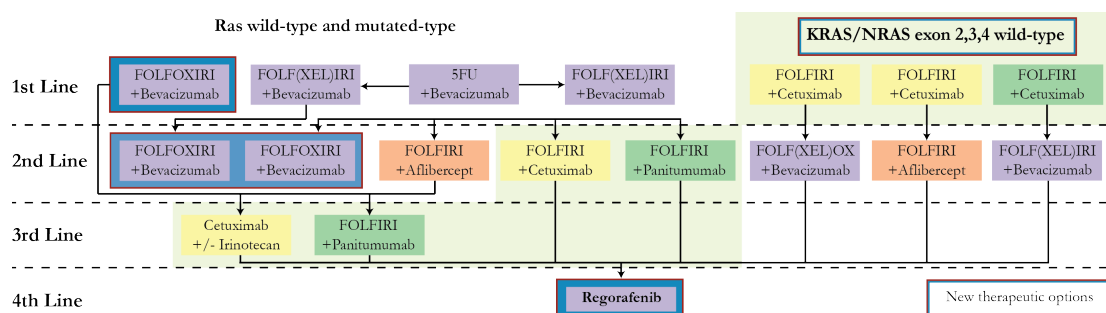 Ras wild-type and mutated-type
KRAS/NRAS exon 2,3,4 wild-type
1st Line
FOLFOXIRI
+Bevacizumab
FOLF(XEL)IRI
+Bevacizumab
5FU
+Bevacizumab
FOLF(XEL)IRI
+Bevacizumab
FOLFIRI
+Cetuximab
FOLFIRI
+Cetuximab
FOLFIRI
+Cetuximab
2nd Line
FOLFOXIRI
+Bevacizumab
FOLFOXIRI
+Bevacizumab
FOLFIRI
+Aflibercept
FOLFIRI
+Cetuximab
FOLFIRI
+Panitumumab
FOLF(XEL)OX
+Bevacizumab
FOLFIRI
+Aflibercept
FOLF(XEL)IRI
+Bevacizumab
3rd Line
Cetuximab
+/- Irinotecan
FOLFIRI
+Panitumumab
4th Line
Regorafenib
New therapeutic options